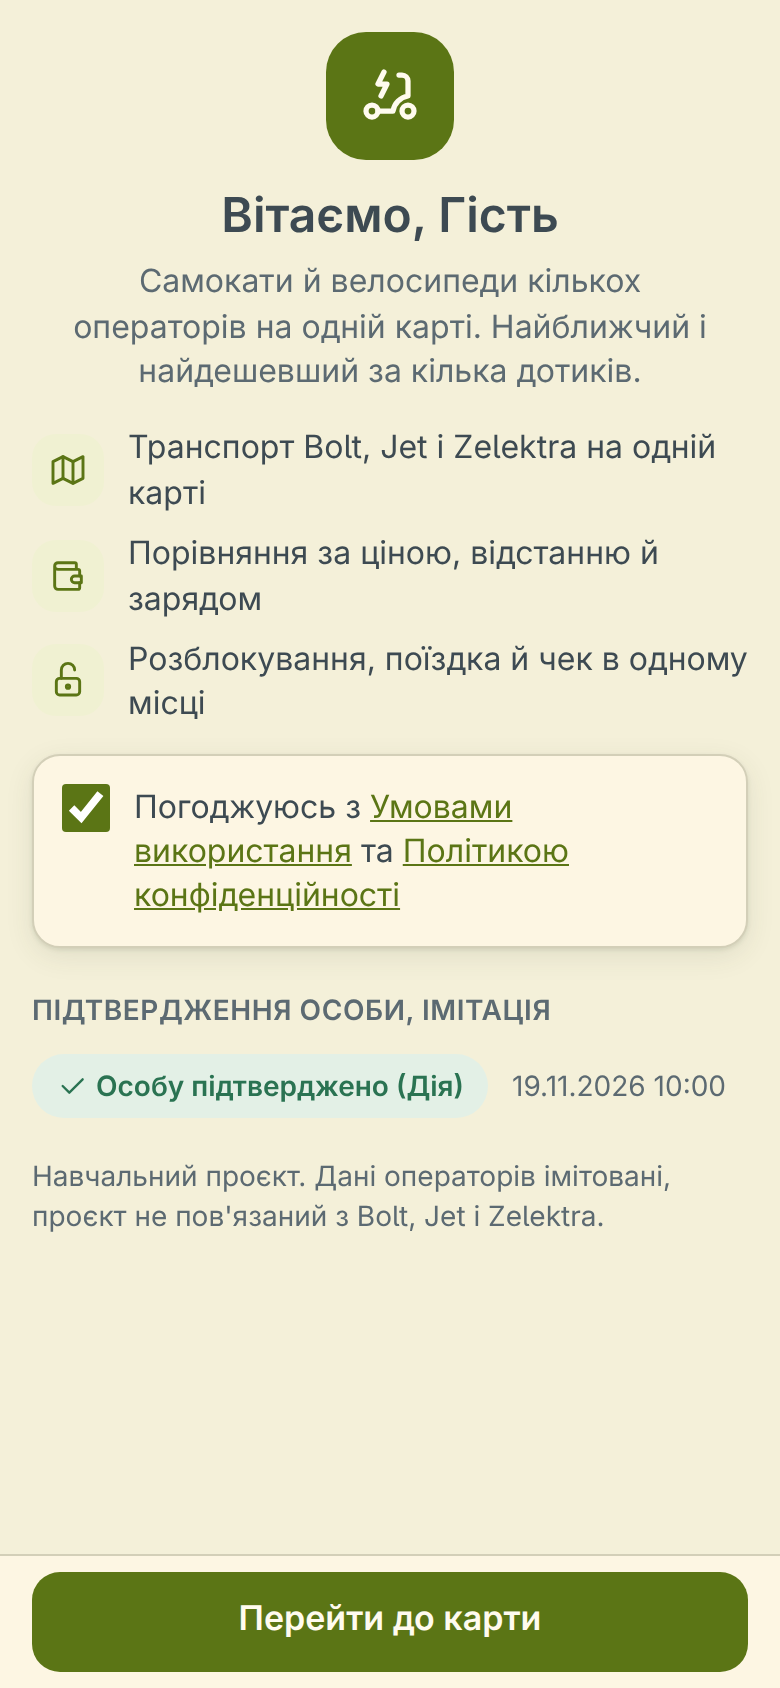 Вітаємо, Гість
Самокати й велосипеди кількох
операторів на одній карті. Найближчий і
найдешевший за кілька дотиків.
Транспорт Bolt, Jet і Zelektra на одній
карті
Порівняння за ціною, відстанню й
зарядом
Розблокування, поїздка й чек в одному
місці
Погоджуюсь з Умовами
використання та Політикою
конфіденційності
ПІДТВЕРДЖЕННЯ ОСОБИ, ІМІТАЦІЯ
Особу підтверджено (Дія) 19.11.2026 10:00
Навчальний проєкт. Дані операторів імітовані,
проєкт не пов'язаний з Bolt, Jet і Zelektra.
Перейти до карти